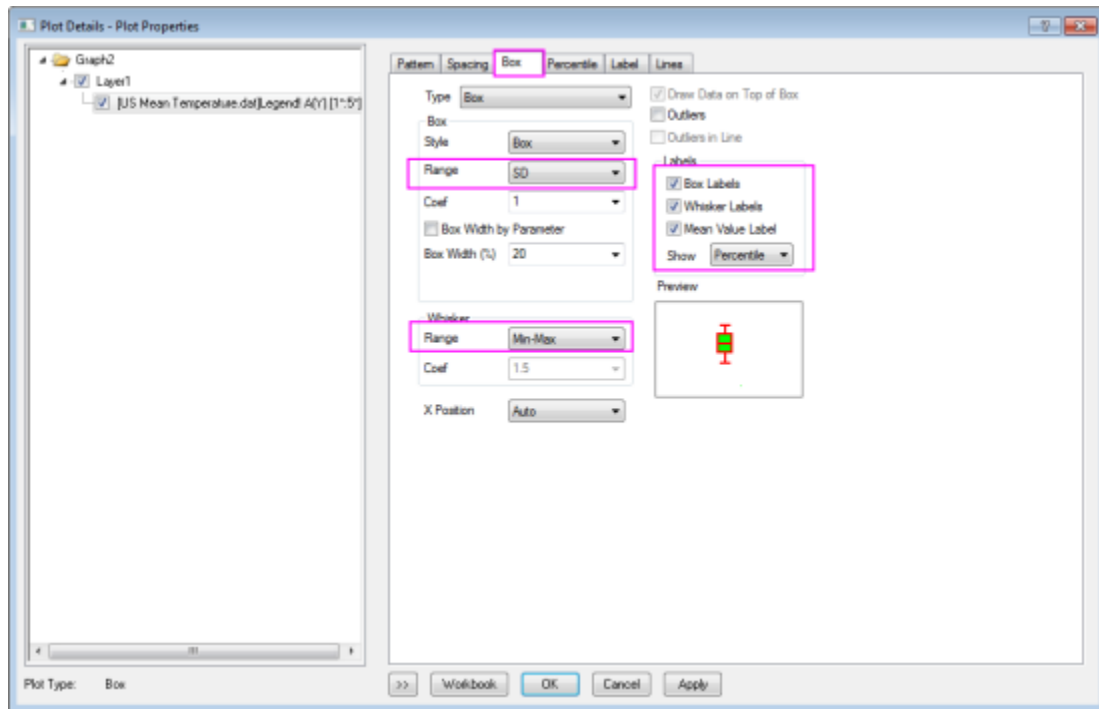 Plot Details - Plot Properties
Graph2
Layer1
[US Mean Temperature.dat]Legend! A(Y) [1*:5*]
Pattern Spacing Box Percentile Label Lines
Type Box
Draw Data on Top of Box
Outliers
Outliers in Line
Box
Style Box
Range SD
Coef 1
Box Width by Parameter
Box Width (%) 20
Labels
Box Labels
Whisker Labels
Mean Value Label
Show Percentile
Preview
Whisker
Range Min-Max
Coef 1.5
X Position Auto
Plot Type: Box
>> Workbook OK Cancel Apply